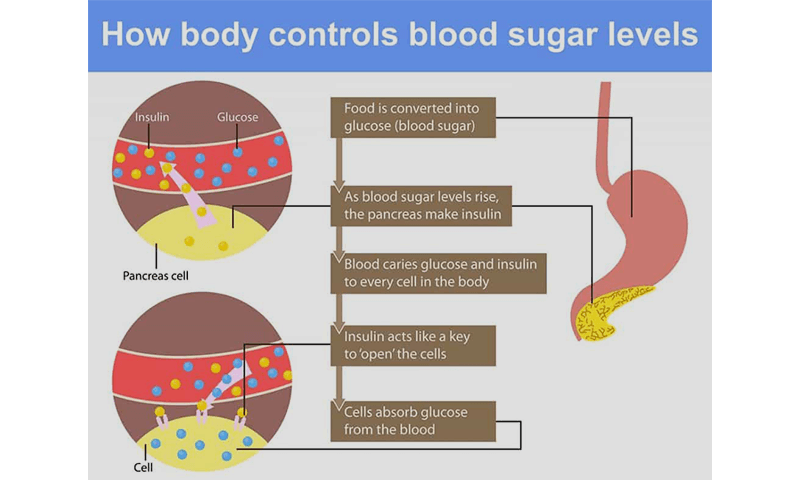 How body controls blood sugar levels
Insulin
Glucose
Pancreas cell
Food is converted into
glucose (blood sugar)
As blood sugar levels rise,
the pancreas make insulin
Blood caries glucose and insulin
to every cell in the body
Insulin acts like a key
to ‘open’ the cells
Cells absorb glucose
from the blood
Cell